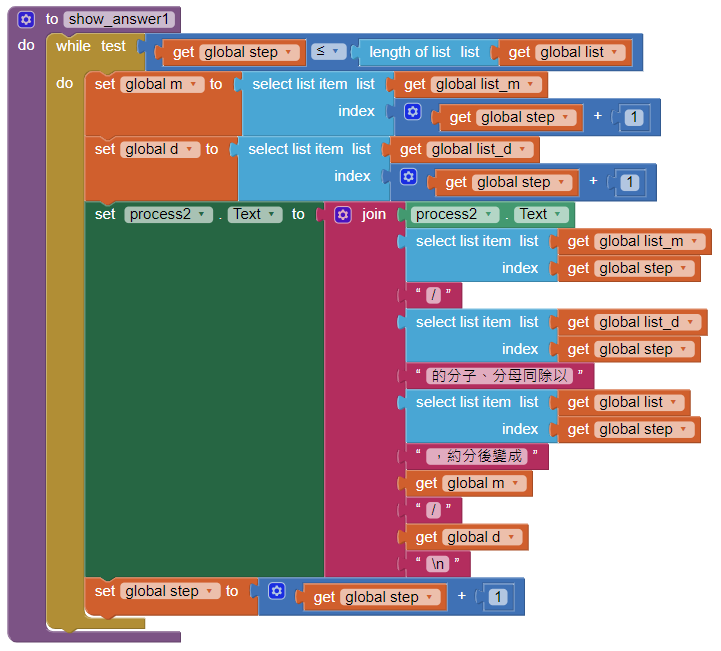 to show_answer1
do while test get global step ≤ length of list list get global list
do set global m to select list item list get global list_m
index get global step + 1
set global d to select list item list get global list_d
index get global step + 1
set process2 . Text to join process2 . Text
select list item list get global list_m
index get global step
“ / ”
select list item list get global list_d
index get global step
“ 的分子、分母同除以 ”
select list item list get global list
index get global step
“ ，約分後變成 ”
get global m
“ / ”
get global d
“ \n ”
set global step to get global step + 1